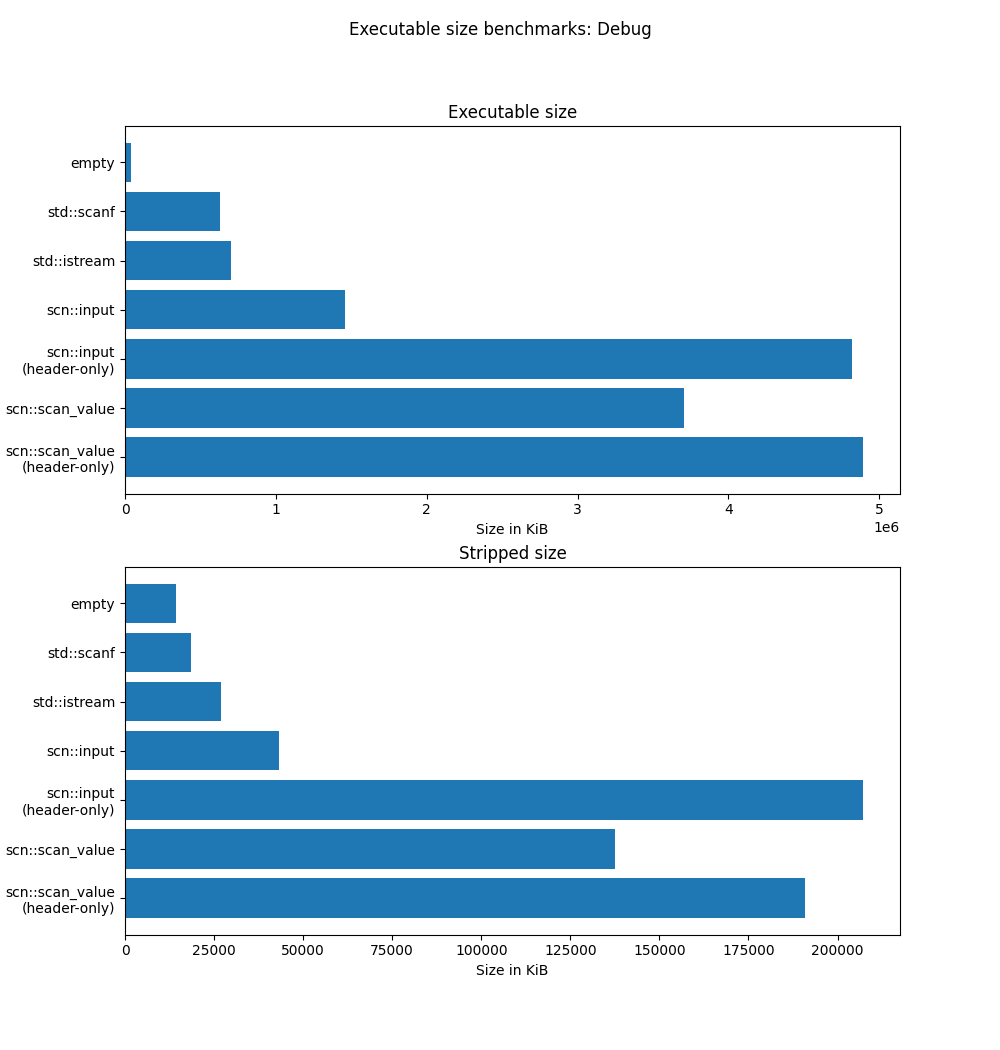 Executable size benchmarks: Debug
Executable size
empty
std::scanf
std::istream
scn::input
scn::input
(header-only)
scn::scan_value
scn::scan_value
(header-only)
0 1 2 3 4 5
1e6
Size in KiB
Stripped size
empty
std::scanf
std::istream
scn::input
scn::input
(header-only)
scn::scan_value
scn::scan_value
(header-only)
0 25000 50000 75000 100000 125000 150000 175000 200000
Size in KiB